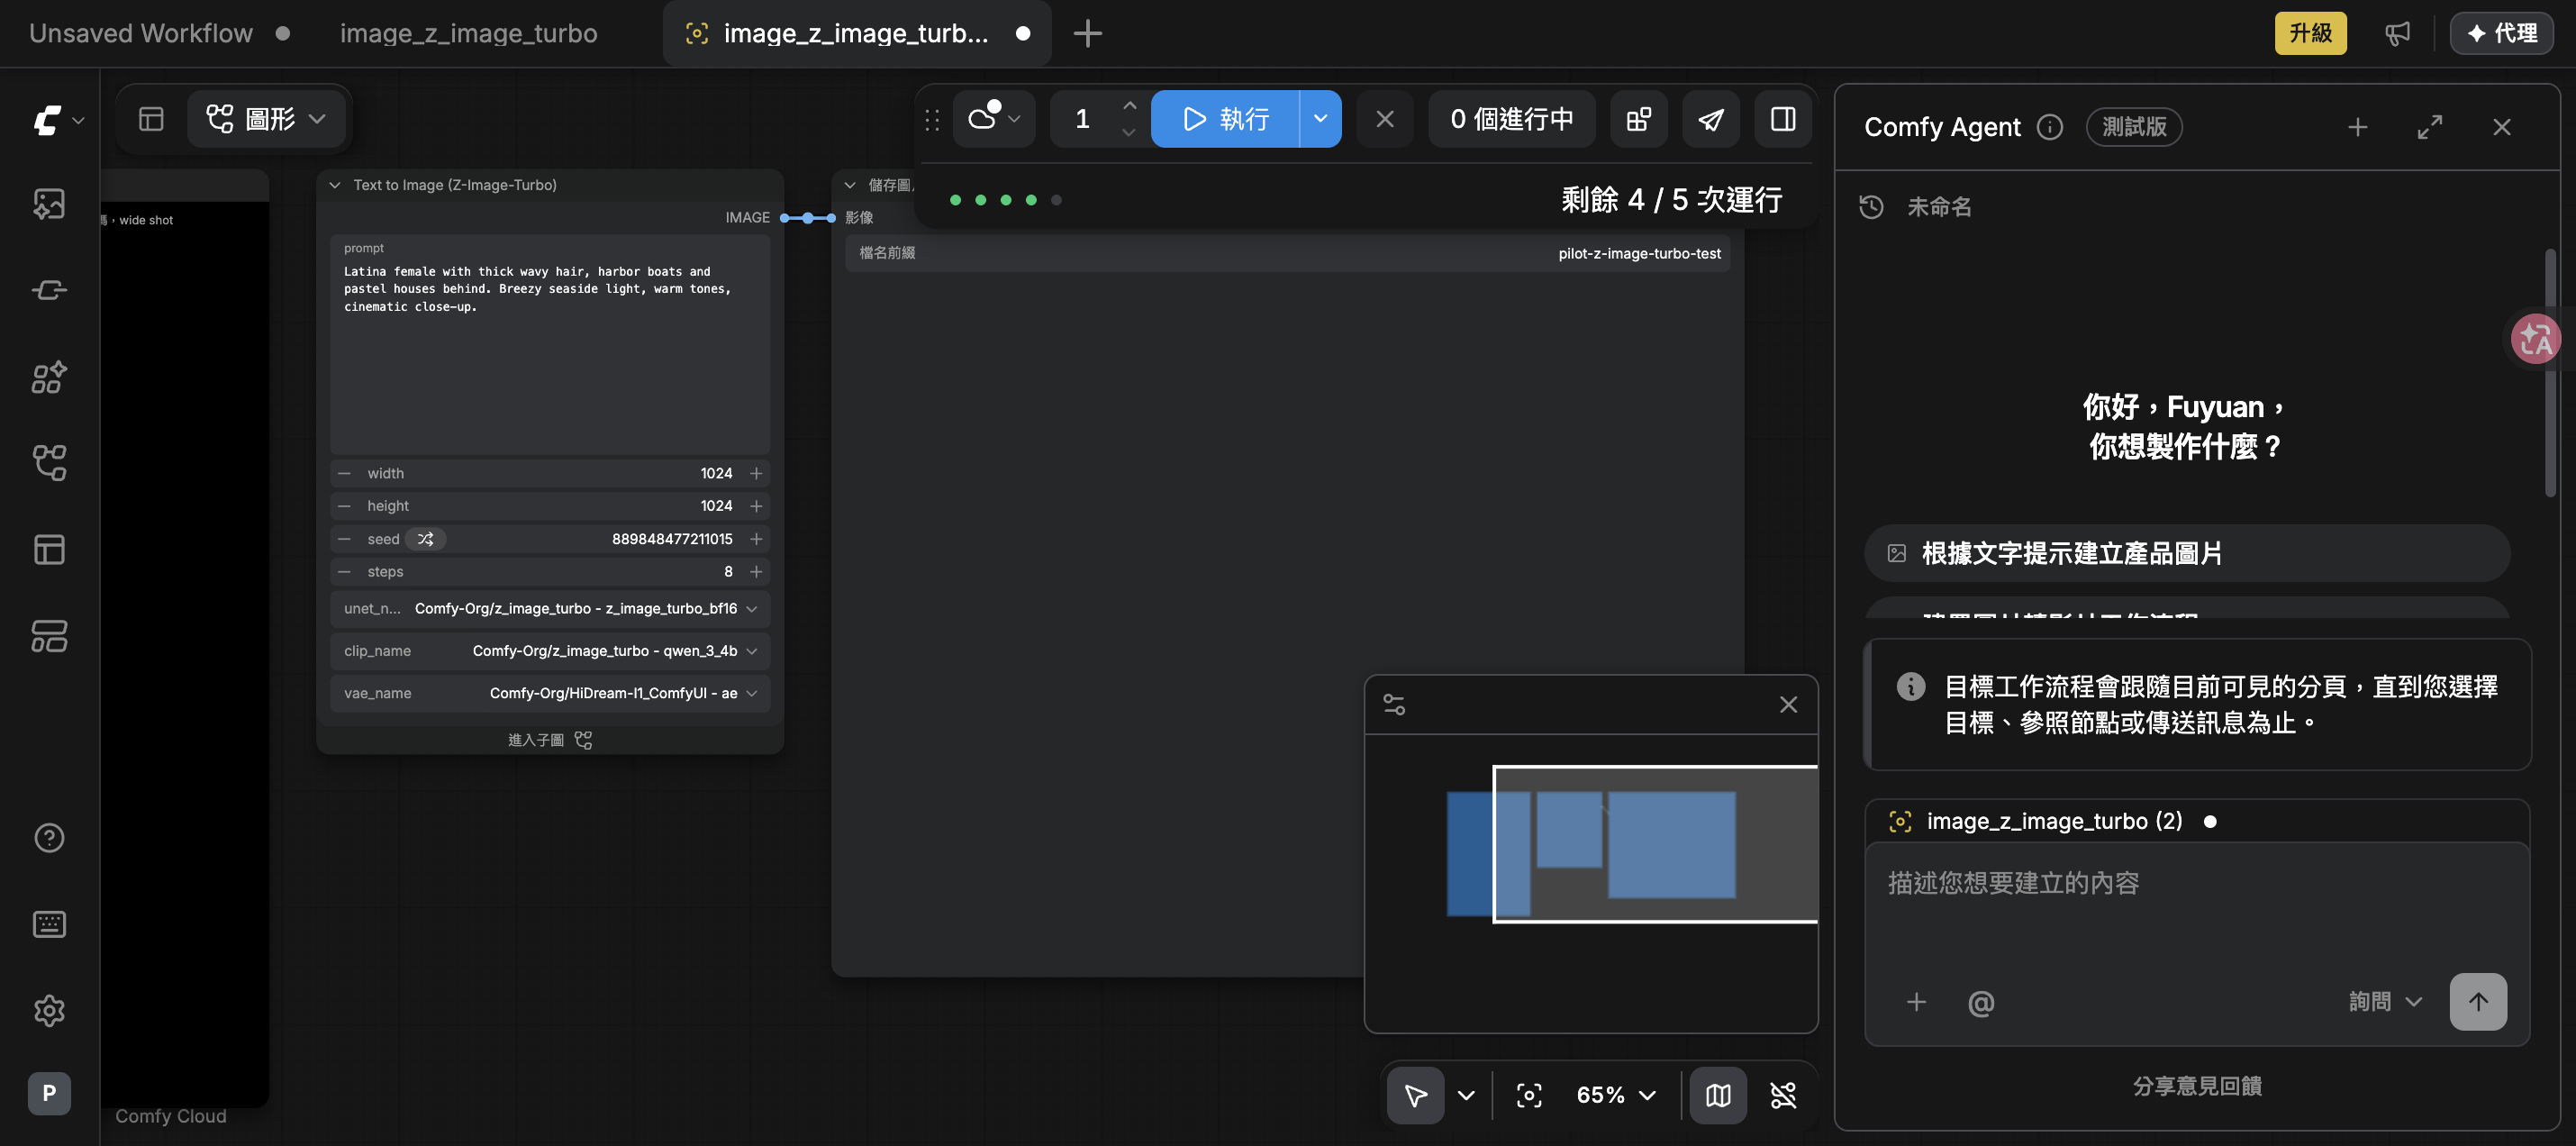 Unsaved Workflow
image_z_image_turbo
image_z_image_turb...
升級
代理
圖形
1
執行
0 個進行中
剩餘 4 / 5 次運行
，wide shot
Text to Image (Z-Image-Turbo)
IMAGE
prompt
Latina female with thick wavy hair, harbor boats and
pastel houses behind. Breezy seaside light, warm tones,
cinematic close-up.
width 1024
height 1024
seed 889848477211015
steps 8
unet_n... Comfy-Org/z_image_turbo - z_image_turbo_bf16
clip_name Comfy-Org/z_image_turbo - qwen_3_4b
vae_name Comfy-Org/HiDream-I1_ComfyUI - ae
進入子圖
儲存圖
影像
檔名前綴 pilot-z-image-turbo-test
65%
P
Comfy Cloud
Comfy Agent
測試版
未命名
你好，Fuyuan，
你想製作什麼？
根據文字提示建立產品圖片
目標工作流程會跟隨目前可見的分頁，直到您選擇
目標、參照節點或傳送訊息為止。
image_z_image_turbo (2)
描述您想要建立的內容
@
詢問
分享意見回饋